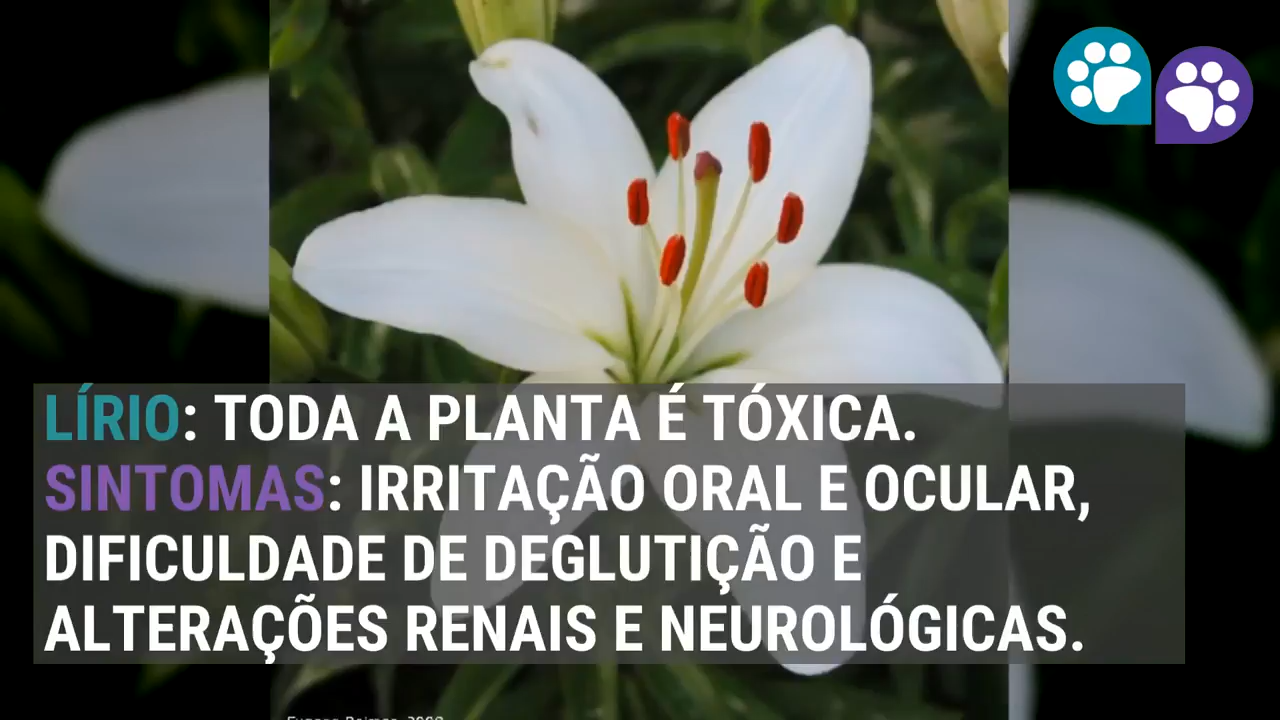 LÍRIO: TODA A PLANTA É TÓXICA.
SINTOMAS: IRRITAÇÃO ORAL E OCULAR,
DIFICULDADE DE DEGLUTIÇÃO E
ALTERAÇÕES RENAIS E NEUROLÓGICAS.